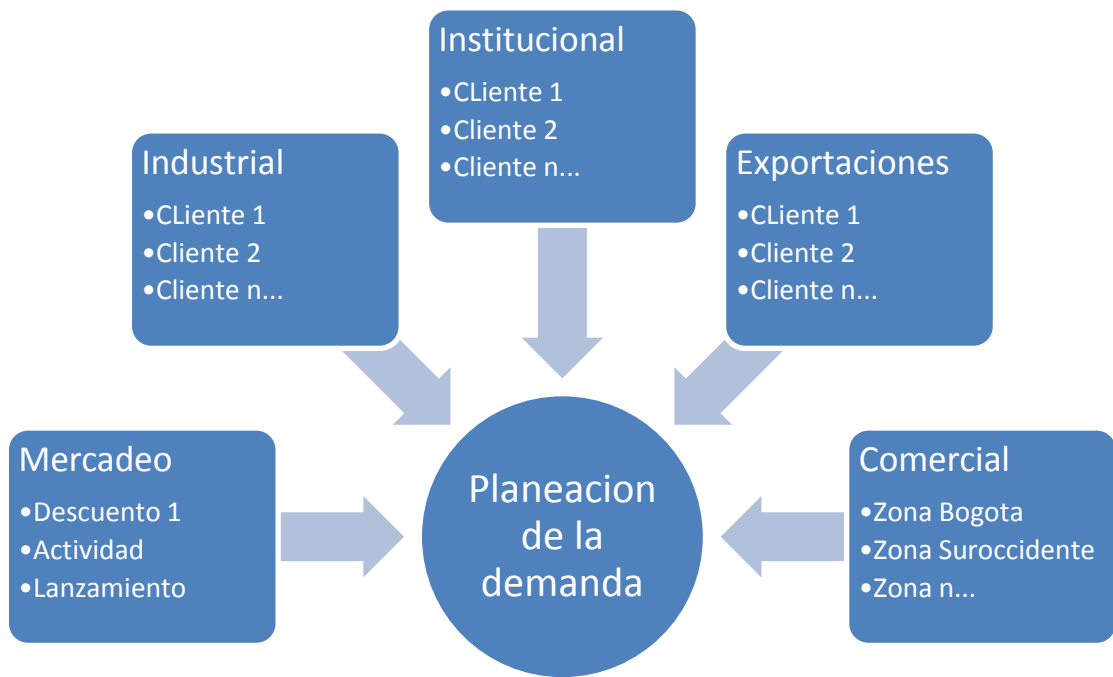 Institucional
•CLiente 1
•Cliente 2
•Cliente n...
Industrial
•CLiente 1
•Cliente 2
•Cliente n...
Exportaciones
•CLiente 1
•Cliente 2
•Cliente n...
Mercadeo
•Descuento 1
•Actividad
•Lanzamiento
Planeacion
de la
demanda
Comercial
•Zona Bogota
•Zona Suroccidente
•Zona n...